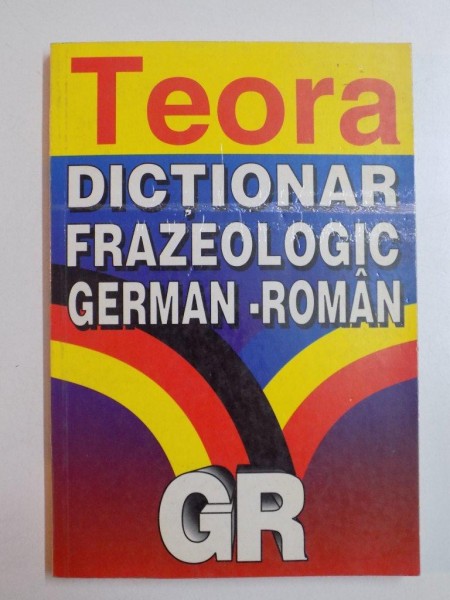 Teora
DICȚIONAR
FRAZEOLOGIC
GERMAN-ROMÂN
GR